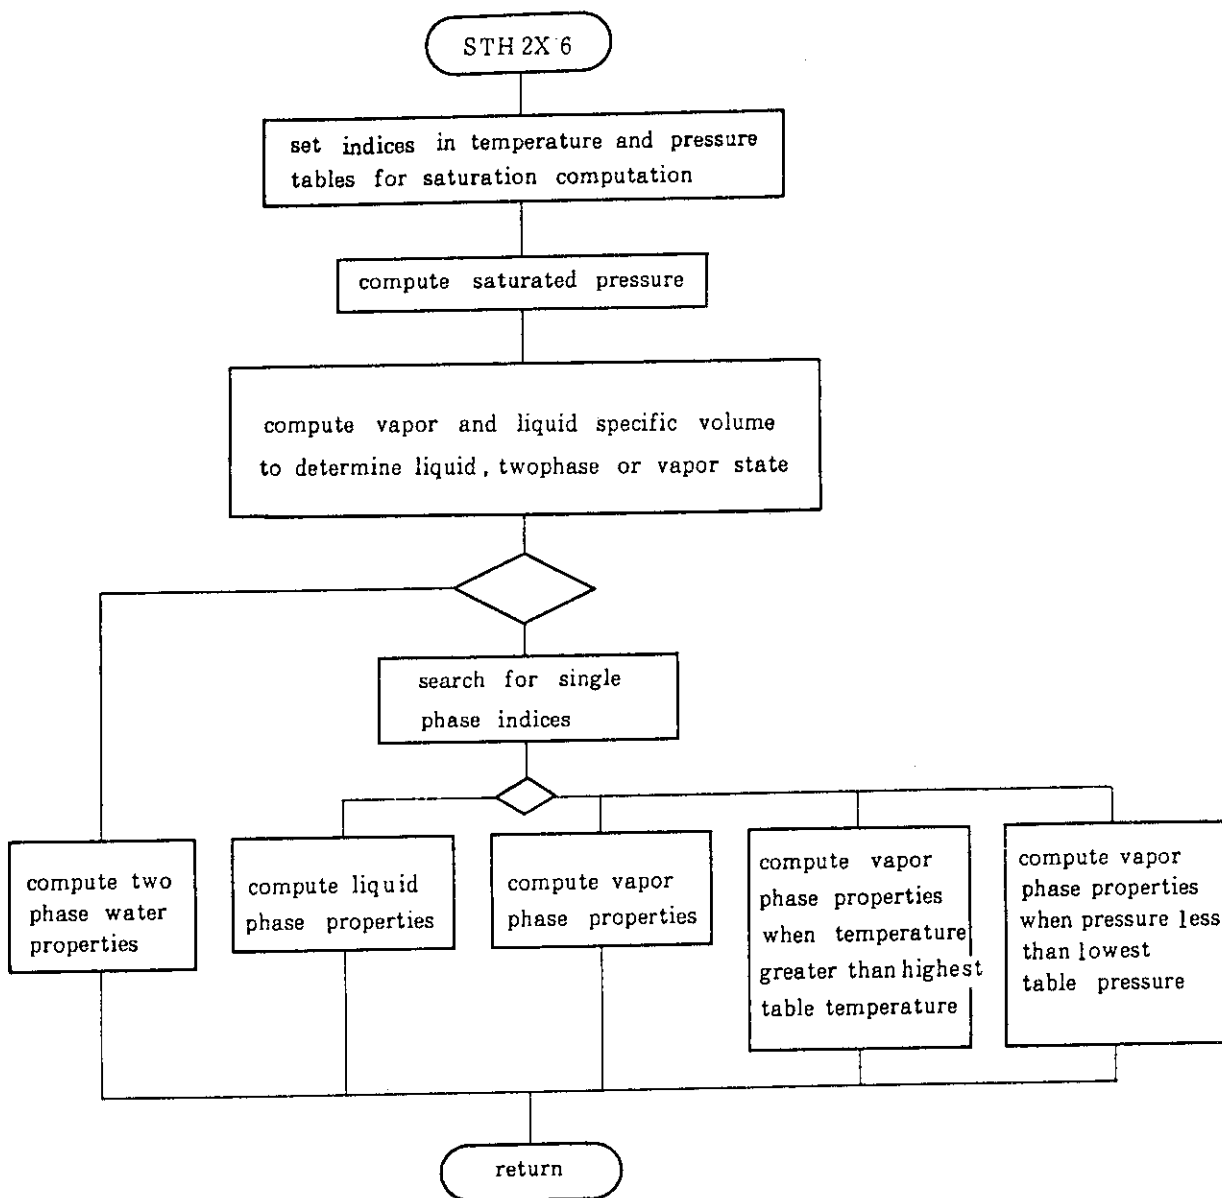 STH 2X 6
set indices in temperature and pressure
tables for saturation computation
compute saturated pressure
compute vapor and liquid specific volume
to determine liquid, twophase or vapor state
search for single
phase indices
compute two
phase water
properties
compute liquid
phase properties
compute vapor
phase properties
compute vapor
phase properties
when temperature
greater than highest
table temperature
compute vapor
phase properties
when pressure less
than lowest
table pressure
return